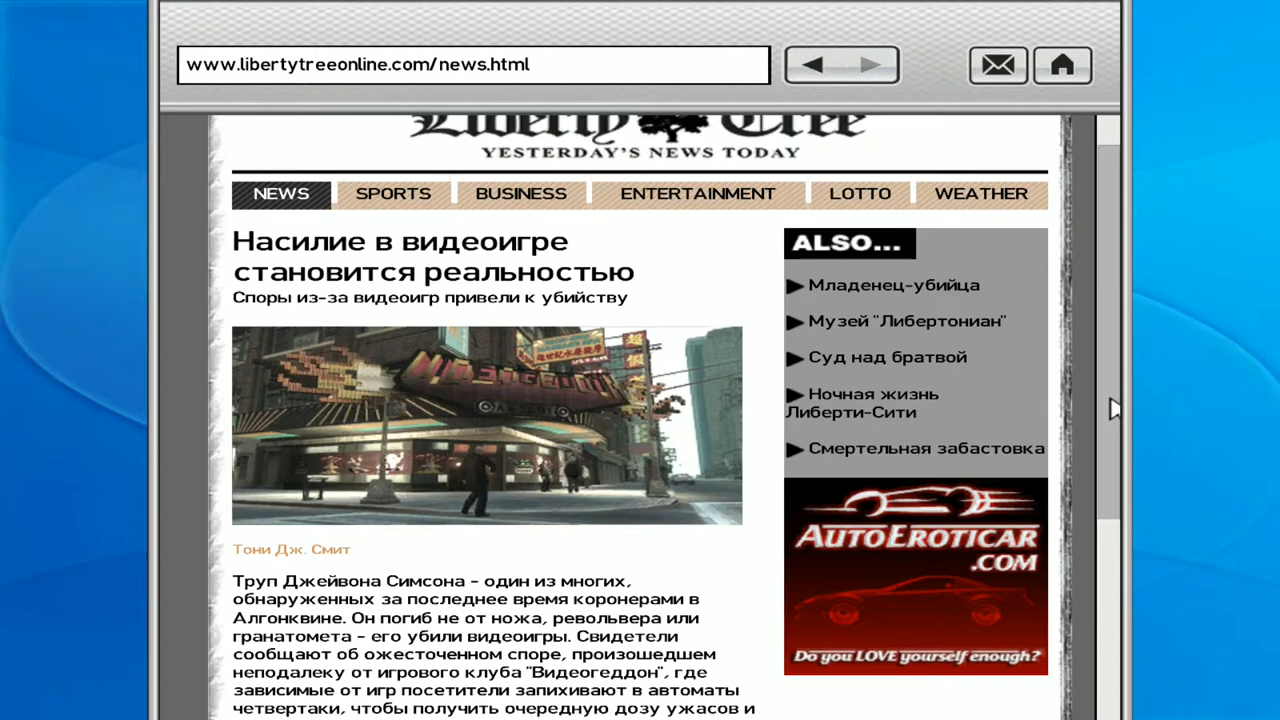 www.libertytreeonline.com/news.html
Liberty Tree
YESTERDAY'S NEWS TODAY
NEWS
SPORTS
BUSINESS
ENTERTAINMENT
LOTTO
WEATHER
Насилие в видеоигре
становится реальностью
Споры из-за видеоигр привели к убийству
Тони Дж. Смит
Труп Джейвона Симсона - один из многих,
обнаруженных за последнее время коронерами в
Алгонквине. Он погиб не от ножа, револьвера или
гранатомета - его убили видеоигры. Свидетели
сообщают об ожесточенном споре, произошедшем
неподалеку от игрового клуба "Видеогеддон", где
зависимые от игр посетители запихивают в автоматы
четвертаки, чтобы получить очередную дозу ужасов и
ALSO...
Младенец-убийца
Музей "Либертониан"
Суд над братвой
Ночная жизнь
Либерти-Сити
Смертельная забастовка
AUTOEROTICAR
.COM
Do you LOVE yourself enough?